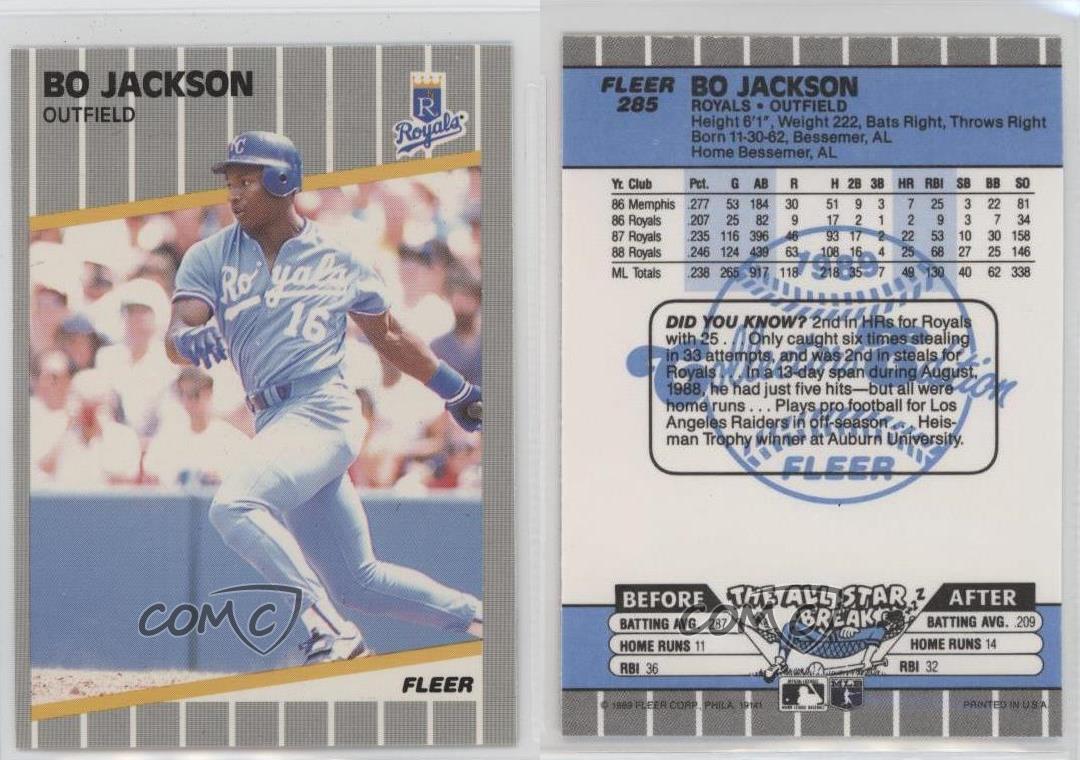 BO JACKSON
OUTFIELD
R
Royals
KC
Royals
16
COMC
FLEER
FLEER
285
BO JACKSON
ROYALS • OUTFIELD
Height 6'1", Weight 222, Bats Right, Throws Right
Born 11-30-62, Bessemer, AL
Home Bessemer, AL
Yr. Club Pct. G AB R H 2B 3B HR RBI SB BB SO
86 Memphis .277 53 184 30 51 9 3 7 25 3 22 81
86 Royals .207 25 82 9 17 2 1 2 9 3 7 34
87 Royals .235 116 396 46 93 17 2 22 53 10 30 158
88 Royals .246 124 439 63 108 16 4 25 68 27 25 146
ML Totals .238 265 917 118 218 35 7 49 130 40 62 338
1989
Collector's Edition
FLEER
DID YOU KNOW? 2nd in HRs for Royals
with 25 . . . Only caught six times stealing
in 33 attempts, and was 2nd in steals for
Royals . . . In a 13-day span during August,
1988, he had just five hits—but all were
home runs . . . Plays pro football for Los
Angeles Raiders in off-season . . . Heis-
man Trophy winner at Auburn University.
BEFORE THE ALL STAR BREAK AFTER
BATTING AVG. .287 BATTING AVG. .209
HOME RUNS 11 HOME RUNS 14
RBI 36 RBI 32
COMC
© 1989 FLEER CORP., PHILA. 19141 PRINTED IN U.S.A.